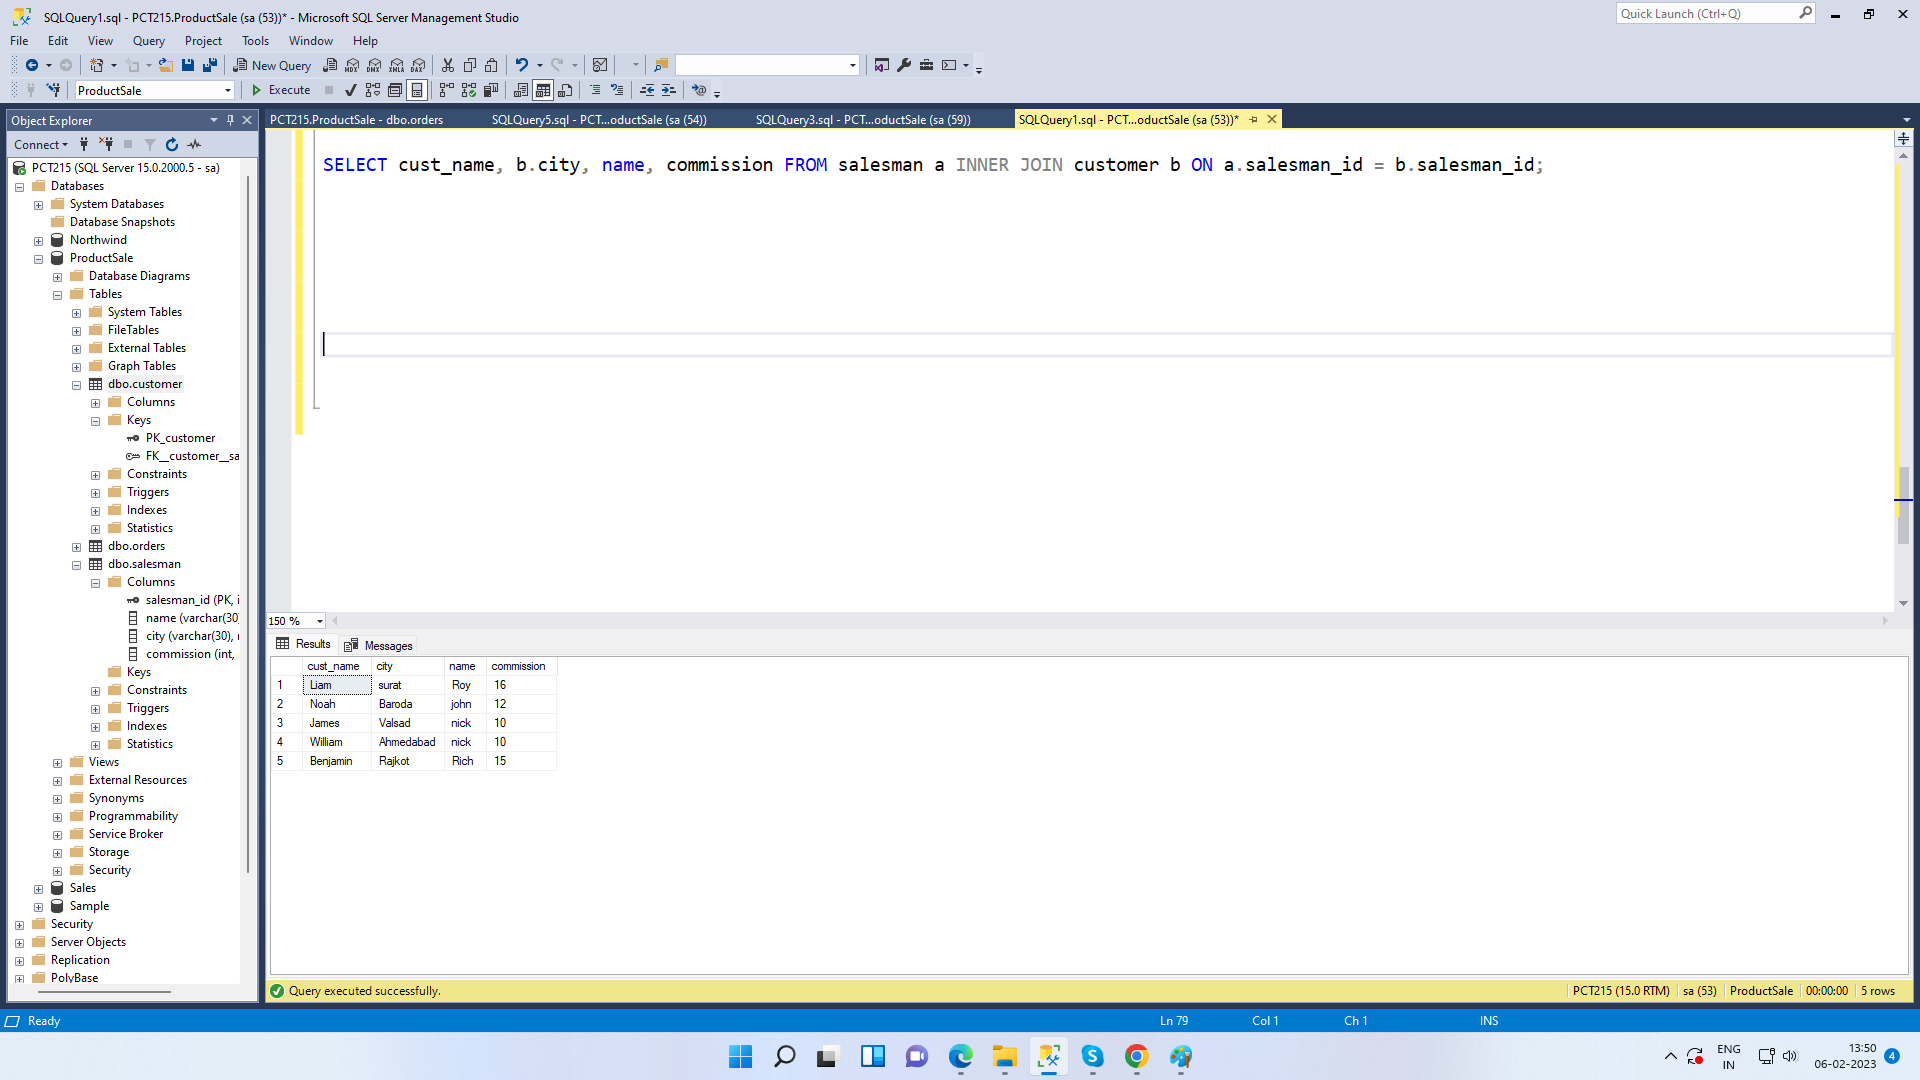 SQLQuery1.sql - PCT215.ProductSale (sa (53))* - Microsoft SQL Server Management Studio
Quick Launch (Ctrl+Q)
File Edit View Query Project Tools Window Help
New Query MDX DMX XMLA DAX
ProductSale Execute
Object Explorer
PCT215.ProductSale - dbo.orders SQLQuery5.sql - PCT...oductSale (sa (54)) SQLQuery3.sql - PCT...oductSale (sa (59)) SQLQuery1.sql - PCT...oductSale (sa (53))*
Connect
SELECT cust_name, b.city, name, commission FROM salesman a INNER JOIN customer b ON a.salesman_id = b.salesman_id;
PCT215 (SQL Server 15.0.2000.5 - sa)
Databases
System Databases
Database Snapshots
Northwind
ProductSale
Database Diagrams
Tables
System Tables
FileTables
External Tables
Graph Tables
dbo.customer
Columns
Keys
PK_customer
FK__customer__sa
Constraints
Triggers
Indexes
Statistics
dbo.orders
dbo.salesman
Columns
salesman_id (PK, i
name (varchar(30)
city (varchar(30), r
commission (int,
Keys
Constraints
Triggers
Indexes
Statistics
Views
External Resources
Synonyms
Programmability
Service Broker
Storage
Security
Sales
Sample
Security
Server Objects
Replication
PolyBase
150 %
Results Messages
cust_name city name commission
1 Liam surat Roy 16
2 Noah Baroda john 12
3 James Valsad nick 10
4 William Ahmedabad nick 10
5 Benjamin Rajkot Rich 15
Query executed successfully. PCT215 (15.0 RTM) sa (53) ProductSale 00:00:00 5 rows
Ready Ln 79 Col 1 Ch 1 INS
ENG
IN
13:50
06-02-2023
4